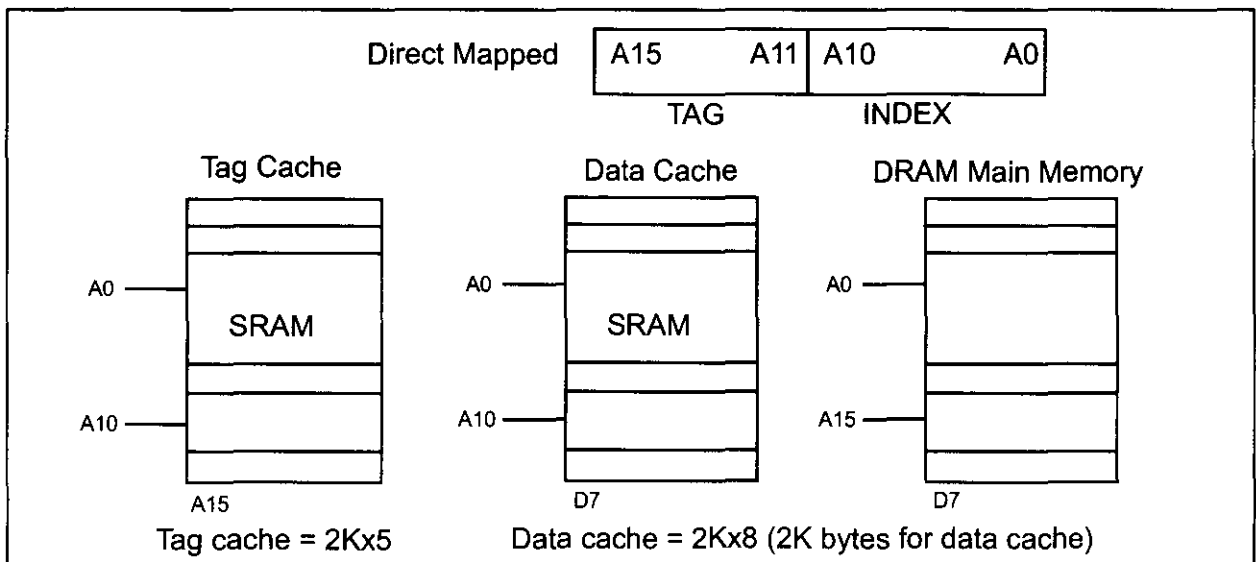 Direct Mapped
A15 A11 A10 A0
TAG INDEX
Tag Cache Data Cache DRAM Main Memory
A0 A0 A0
SRAM SRAM
A10 A10 A15
A15 D7 D7
Tag cache = 2Kx5 Data cache = 2Kx8 (2K bytes for data cache)